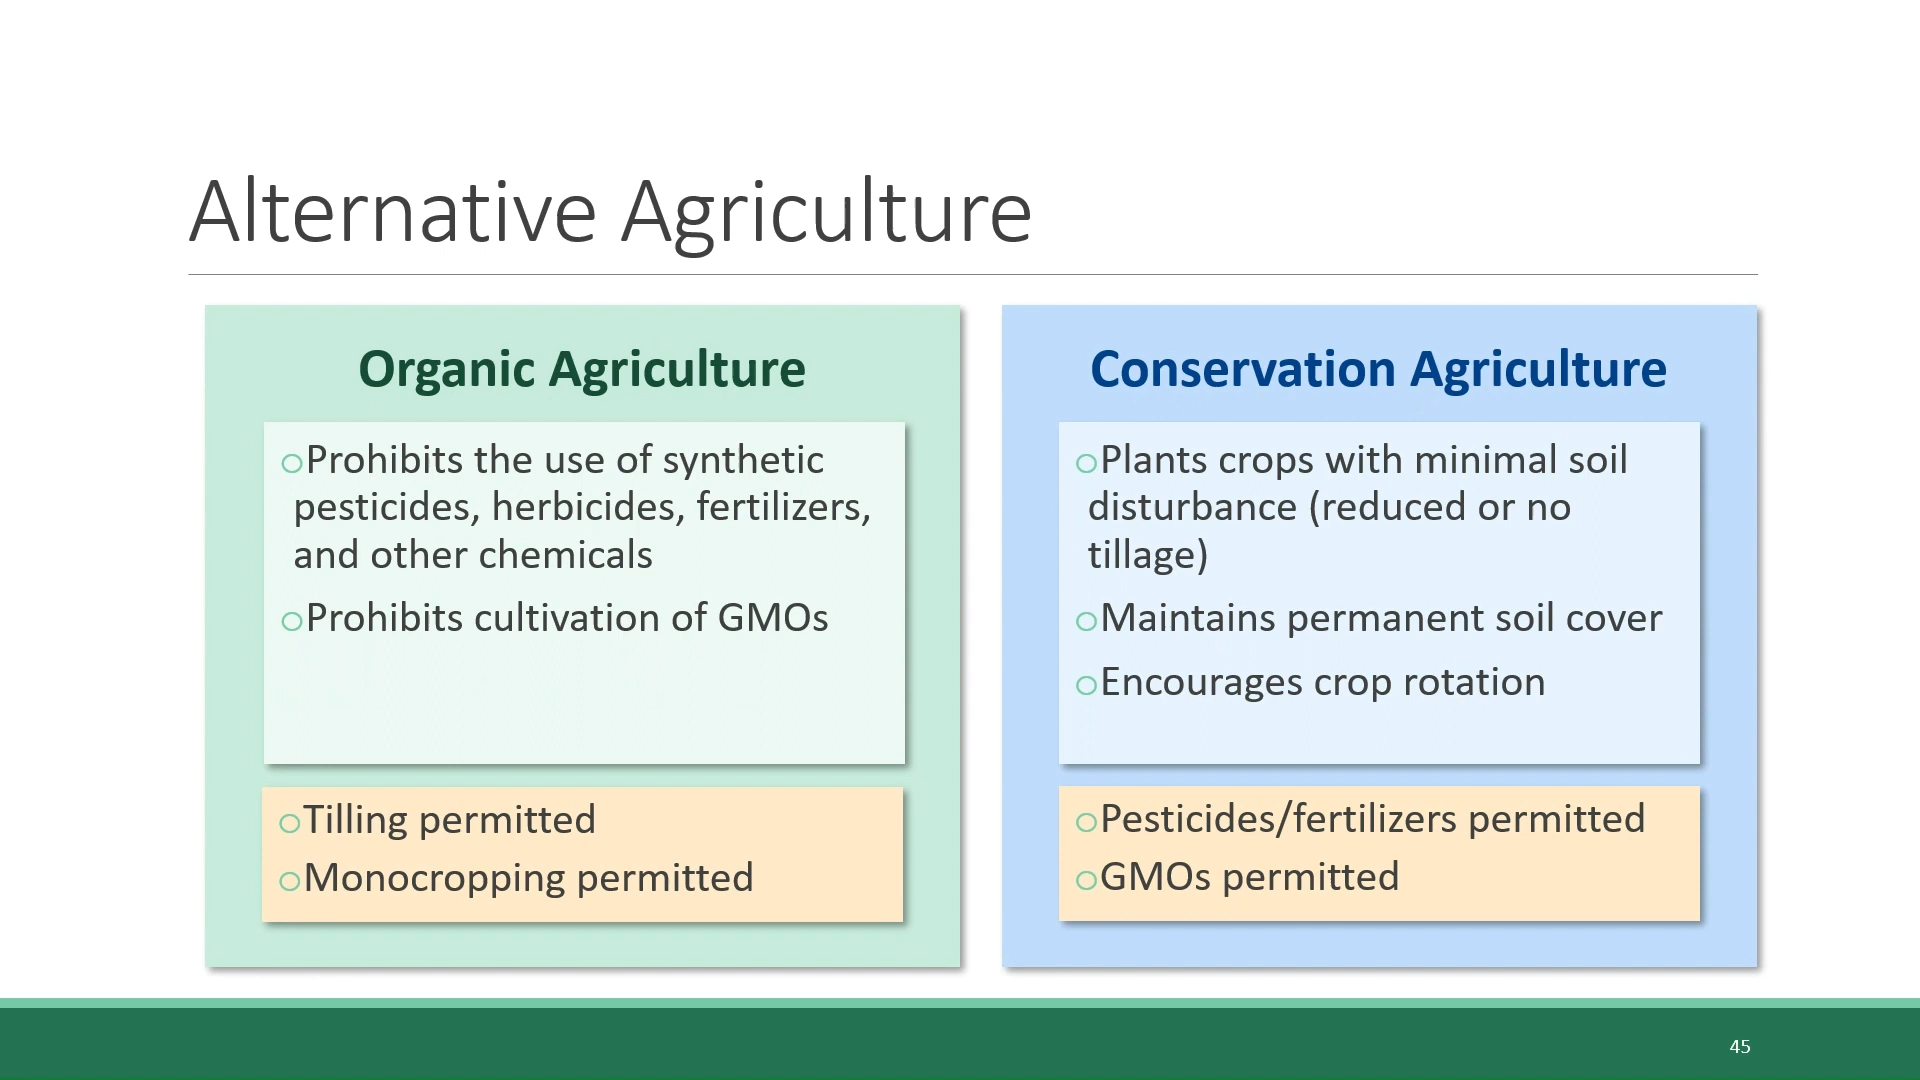 Alternative Agriculture
Organic Agriculture
oProhibits the use of synthetic
pesticides, herbicides, fertilizers,
and other chemicals
oProhibits cultivation of GMOs
oTilling permitted
oMonocropping permitted
Conservation Agriculture
oPlants crops with minimal soil
disturbance (reduced or no
tillage)
oMaintains permanent soil cover
oEncourages crop rotation
oPesticides/fertilizers permitted
oGMOs permitted
45